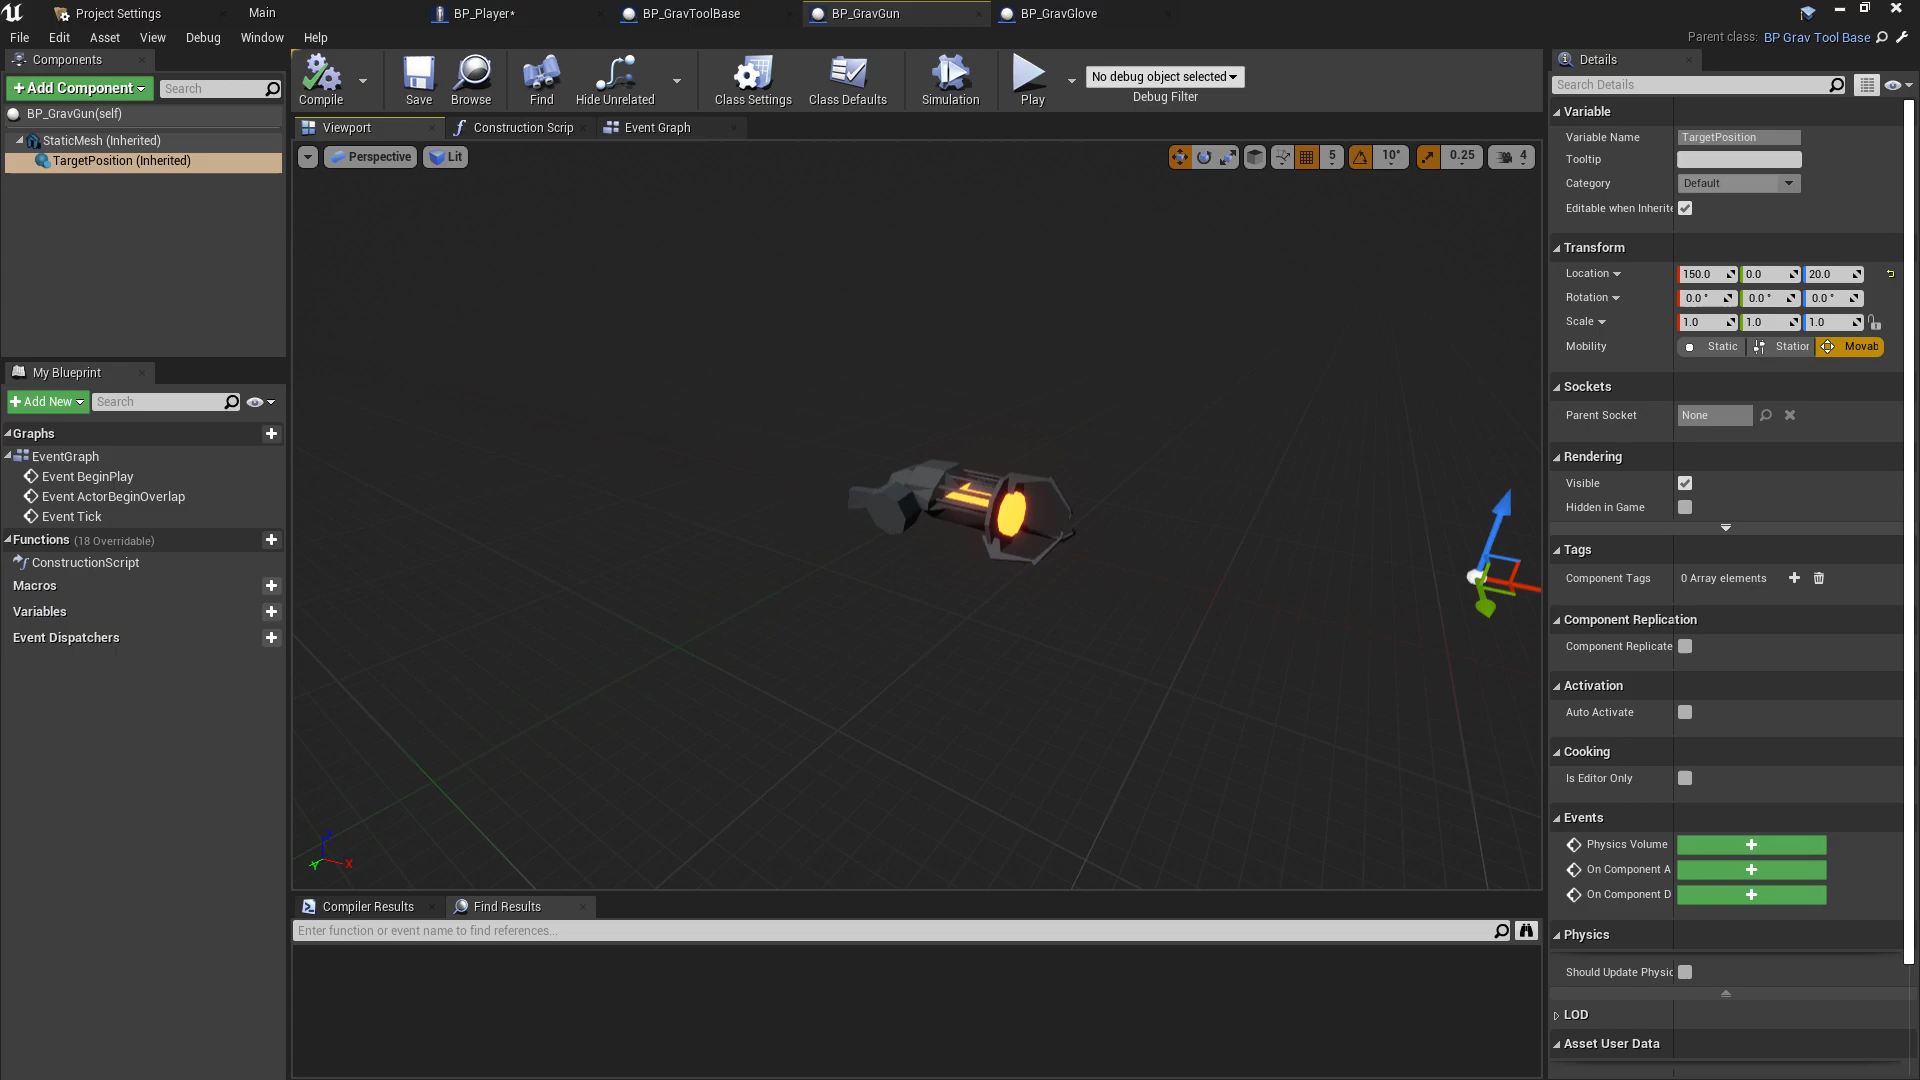 Project Settings
Main
BP_Player*
BP_GravToolBase
BP_GravGun
BP_GravGlove
File
Edit
Asset
View
Debug
Window
Help
Parent class:
BP Grav Tool Base
Components
Add Component
Search
BP_GravGun(self)
StaticMesh (Inherited)
TargetPosition (Inherited)
My Blueprint
Add New
Search
Graphs
EventGraph
Event BeginPlay
Event ActorBeginOverlap
Event Tick
Functions (18 Overridable)
ConstructionScript
Macros
Variables
Event Dispatchers
Compile
Save
Browse
Find
Hide Unrelated
Class Settings
Class Defaults
Simulation
Play
No debug object selected
Debug Filter
Viewport
Construction Scrip
Event Graph
Perspective
Lit
5
10°
0.25
4
Z
X
Y
Compiler Results
Find Results
Enter function or event name to find references...
Details
Search Details
Variable
Variable Name
TargetPosition
Tooltip
Category
Default
Editable when Inherite
Transform
Location
150.0
0.0
20.0
Rotation
0.0 °
0.0 °
0.0 °
Scale
1.0
1.0
1.0
Mobility
Static
Station
Movab
Sockets
Parent Socket
None
Rendering
Visible
Hidden in Game
Tags
Component Tags
0 Array elements
Component Replication
Component Replicate
Activation
Auto Activate
Cooking
Is Editor Only
Events
Physics Volume
On Component A
On Component D
Physics
Should Update Physic
LOD
Asset User Data